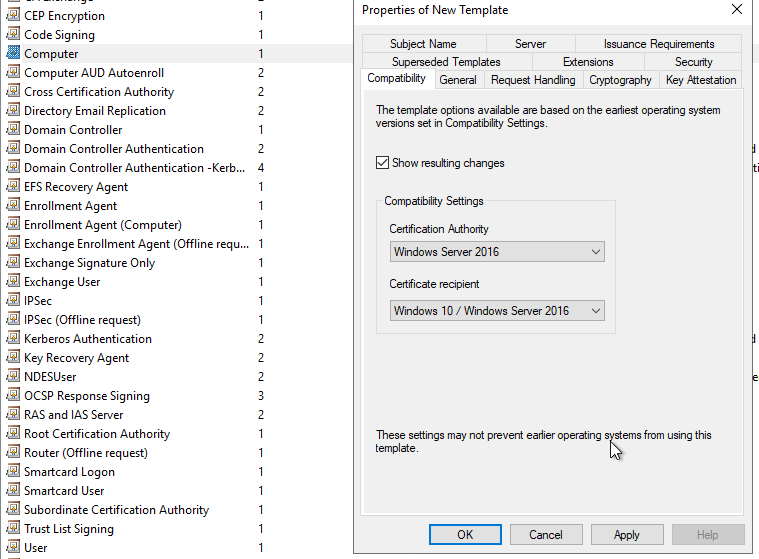 CEP Encryption 1
Code Signing 1
Computer 1
Computer AUD Autoenroll 2
Cross Certification Authority 2
Directory Email Replication 2
Domain Controller 1
Domain Controller Authentication 2
Domain Controller Authentication -Kerb... 4
EFS Recovery Agent 1
Enrollment Agent 1
Enrollment Agent (Computer) 1
Exchange Enrollment Agent (Offline requ... 1
Exchange Signature Only 1
Exchange User 1
IPSec 1
IPSec (Offline request) 1
Kerberos Authentication 2
Key Recovery Agent 2
NDESUser 2
OCSP Response Signing 3
RAS and IAS Server 2
Root Certification Authority 1
Router (Offline request) 1
Smartcard Logon 1
Smartcard User 1
Subordinate Certification Authority 1
Trust List Signing 1
User 1
Properties of New Template
Subject Name Server Issuance Requirements
Superseded Templates Extensions Security
Compatibility General Request Handling Cryptography Key Attestation
The template options available are based on the earliest operating system
versions set in Compatibility Settings.
Show resulting changes
Compatibility Settings
Certification Authority
Windows Server 2016
Certificate recipient
Windows 10 / Windows Server 2016
These settings may not prevent earlier operating systems from using this
template.
OK Cancel Apply Help